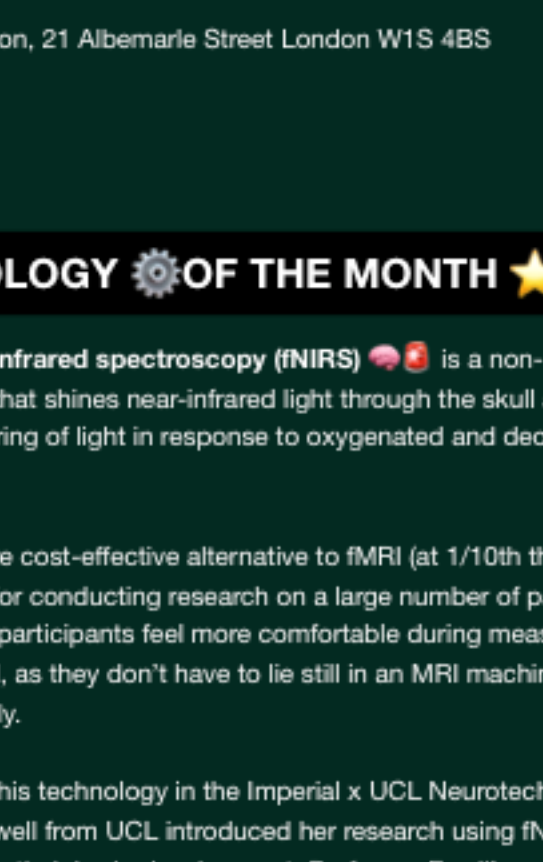 on, 21 Albemarle Street London W1S 4BS
OLOGY ⚙️OF THE MONTH ⭐
nfrared spectroscopy (fNIRS) 🧠🚨 is a non-
hat shines near-infrared light through the skull
ring of light in response to oxygenated and deo
e cost-effective alternative to fMRI (at 1/10th th
or conducting research on a large number of p
participants feel more comfortable during meas
, as they don't have to lie still in an MRI machin
ly.
his technology in the Imperial x UCL Neurotech
well from UCL introduced her research using fN